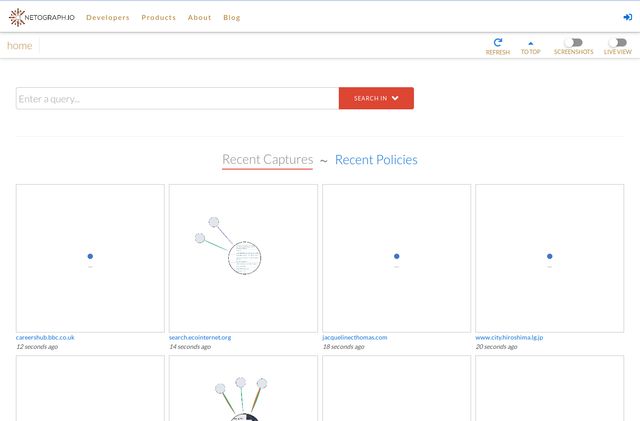 NETOGRAPH.IO Developers Products About Blog
home
REFRESH TO TOP SCREENSHOTS LIVE VIEW
Enter a query... SEARCH IN
Recent Captures ~ Recent Policies
careershub.bbc.co.uk search.ecointernet.org jacquelinecthomas.com www.city.hiroshima.lg.jp
12 seconds ago 14 seconds ago 18 seconds ago 20 seconds ago